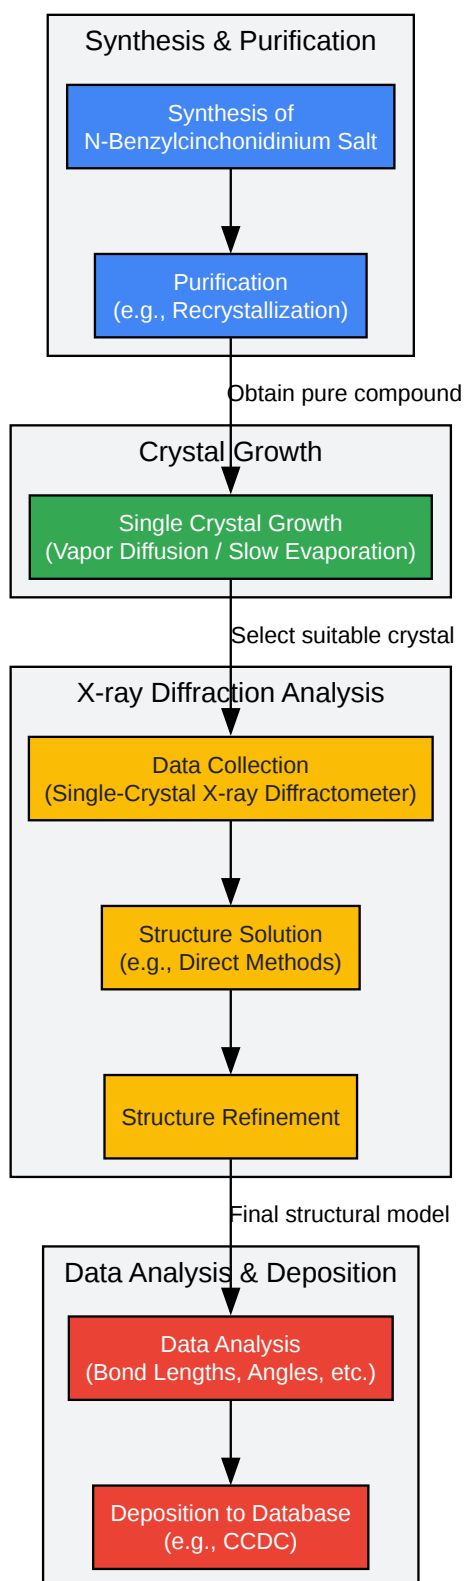 Synthesis & Purification
Synthesis of
N-Benzylcinchonidinium Salt
Purification
(e.g., Recrystallization)
Obtain pure compound
Crystal Growth
Single Crystal Growth
(Vapor Diffusion / Slow Evaporation)
Select suitable crystal
X-ray Diffraction Analysis
Data Collection
(Single-Crystal X-ray Diffractometer)
Structure Solution
(e.g., Direct Methods)
Structure Refinement
Final structural model
Data Analysis & Deposition
Data Analysis
(Bond Lengths, Angles, etc.)
Deposition to Database
(e.g., CCDC)